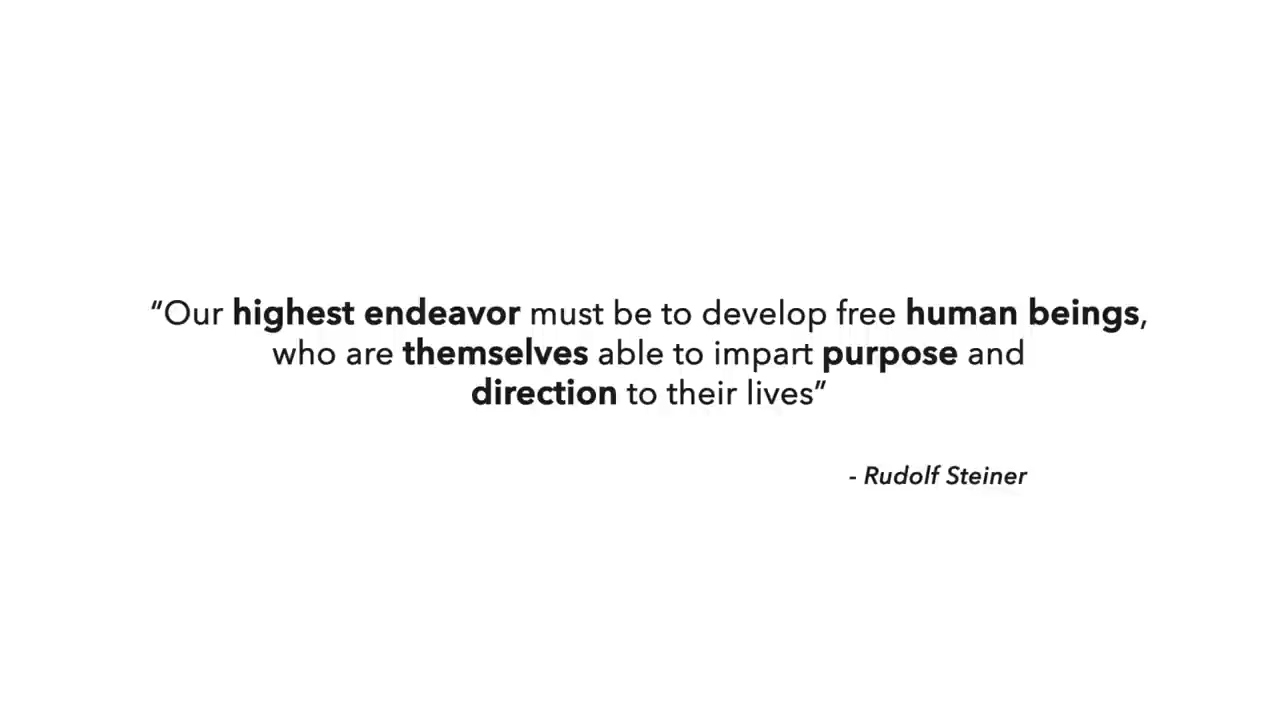 “Our highest endeavor must be to develop free human beings,
who are themselves able to impart purpose and
direction to their lives”
- Rudolf Steiner